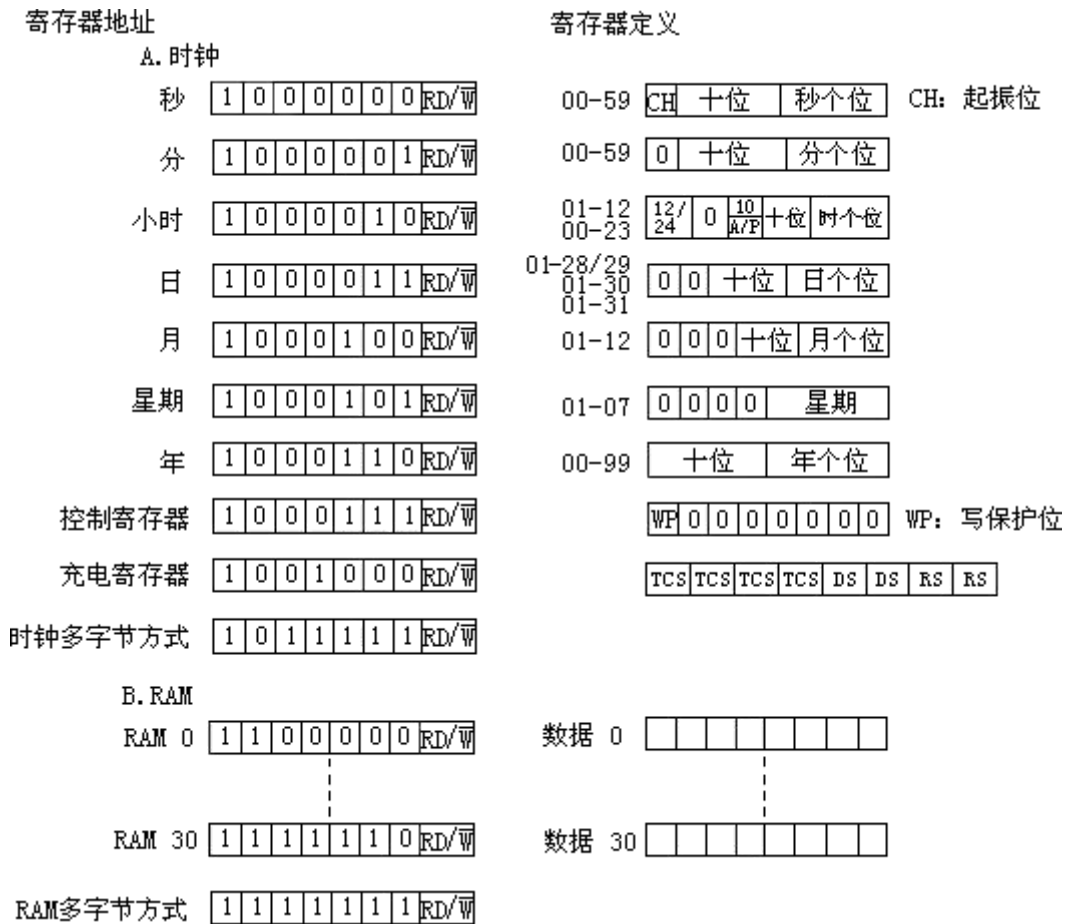 寄存器地址 寄存器定义
A.时钟
秒 1 0 0 0 0 0 0 RD/W̅ 00-59 CH 十位 秒个位 CH: 起振位
分 1 0 0 0 0 0 1 RD/W̅ 00-59 0 十位 分个位
小时 1 0 0 0 0 1 0 RD/W̅ 01-12 00-23 12/24 0 10 A/P 十位 时个位
日 1 0 0 0 0 1 1 RD/W̅ 01-28/29 01-30 01-31 0 0 十位 日个位
月 1 0 0 0 1 0 0 RD/W̅ 01-12 0 0 0 十位 月个位
星期 1 0 0 0 1 0 1 RD/W̅ 01-07 0 0 0 0 星期
年 1 0 0 0 1 1 0 RD/W̅ 00-99 十位 年个位
控制寄存器 1 0 0 0 1 1 1 RD/W̅ WP 0 0 0 0 0 0 0 WP: 写保护位
充电寄存器 1 0 0 1 0 0 0 RD/W̅ TCS TCS TCS TCS DS DS RS RS
时钟多字节方式 1 0 1 1 1 1 1 RD/W̅
B.RAM
RAM 0 1 1 0 0 0 0 0 RD/W̅ 数据 0
RAM 30 1 1 1 1 1 1 0 RD/W̅ 数据 30
RAM多字节方式 1 1 1 1 1 1 1 RD/W̅